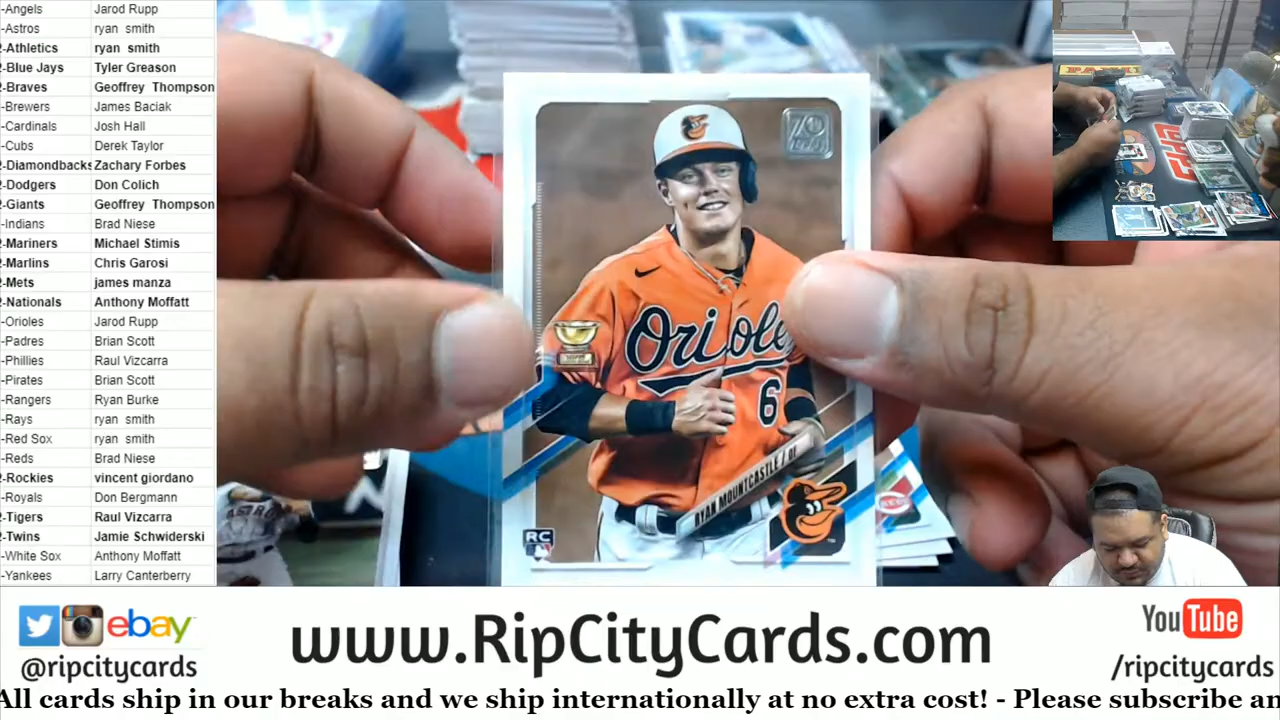 -Angels Jarod Rupp
-Astros ryan smith
2-Athletics ryan smith
2-Blue Jays Tyler Greason
2-Braves Geoffrey Thompson
-Brewers James Baciak
-Cardinals Josh Hall
-Cubs Derek Taylor
2-Diamondbacks Zachary Forbes
2-Dodgers Don Colich
2-Giants Geoffrey Thompson
-Indians Brad Niese
2-Mariners Michael Stimis
2-Marlins Chris Garosi
2-Mets james manza
2-Nationals Anthony Moffatt
-Orioles Jarod Rupp
-Padres Brian Scott
-Phillies Raul Vizcarra
-Pirates Brian Scott
-Rangers Ryan Burke
-Rays ryan smith
-Red Sox ryan smith
-Reds Brad Niese
2-Rockies vincent giordano
-Royals Don Bergmann
2-Tigers Raul Vizcarra
2-Twins Jamie Schwiderski
-White Sox Anthony Moffatt
-Yankees Larry Canterbery
70
Oriole
6
RYAN MOUNTCASTLE / OF
RC
ebay
@ripcitycards
www.RipCityCards.com
YouTube
/ripcitycards
All cards ship in our breaks and we ship internationally at no extra cost! - Please subscribe an